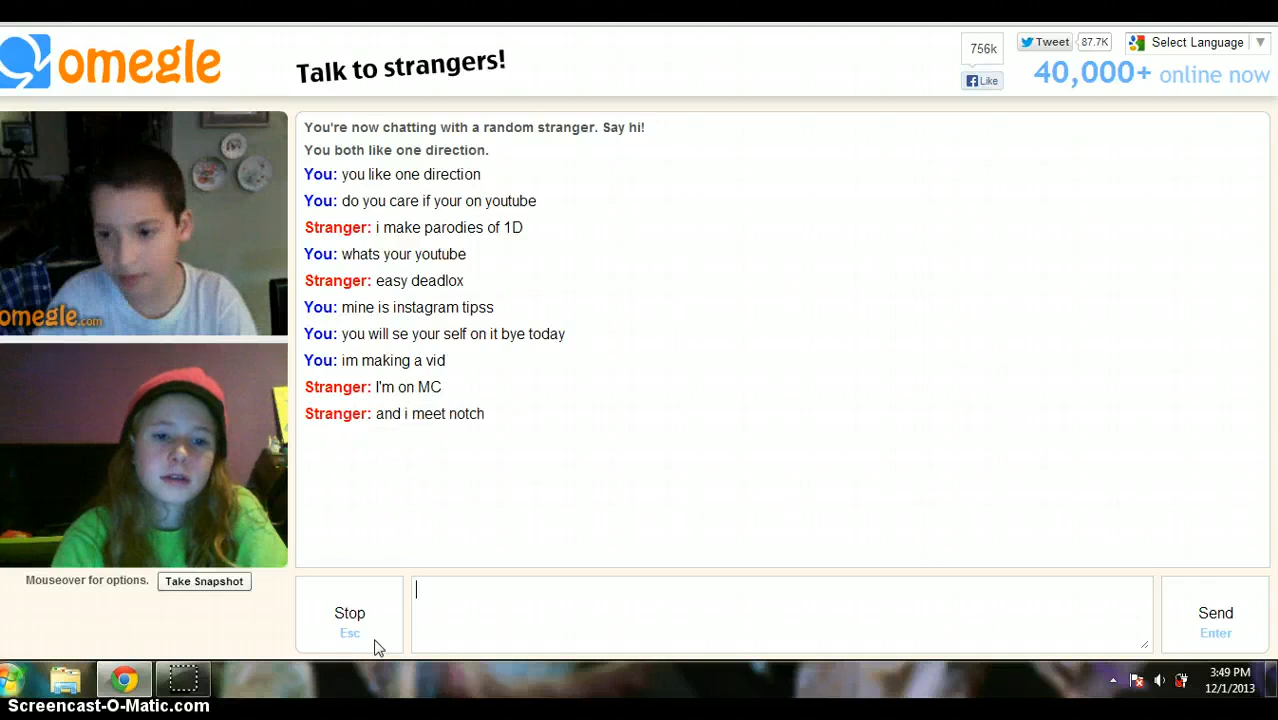 omegle
Talk to strangers!
756k
Like
Tweet
87.7K
Select Language
40,000+ online now
You're now chatting with a random stranger. Say hi!
You both like one direction.
You: you like one direction
You: do you care if your on youtube
Stranger: i make parodies of 1D
You: whats your youtube
Stranger: easy deadlox
You: mine is instagram tipss
You: you will se your self on it bye today
You: im making a vid
Stranger: I'm on MC
Stranger: and i meet notch
omegle.com
Mouseover for options.
Take Snapshot
Stop
Esc
Send
Enter
3:49 PM
12/1/2013
Screencast-O-Matic.com